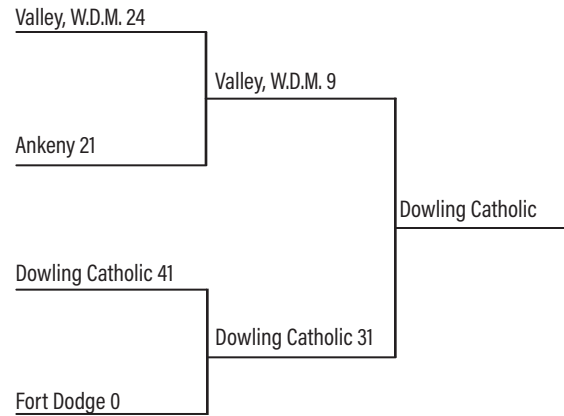 Valley, W.D.M. 24
Valley, W.D.M. 9
Ankeny 21
Dowling Catholic
Dowling Catholic 41
Dowling Catholic 31
Fort Dodge 0